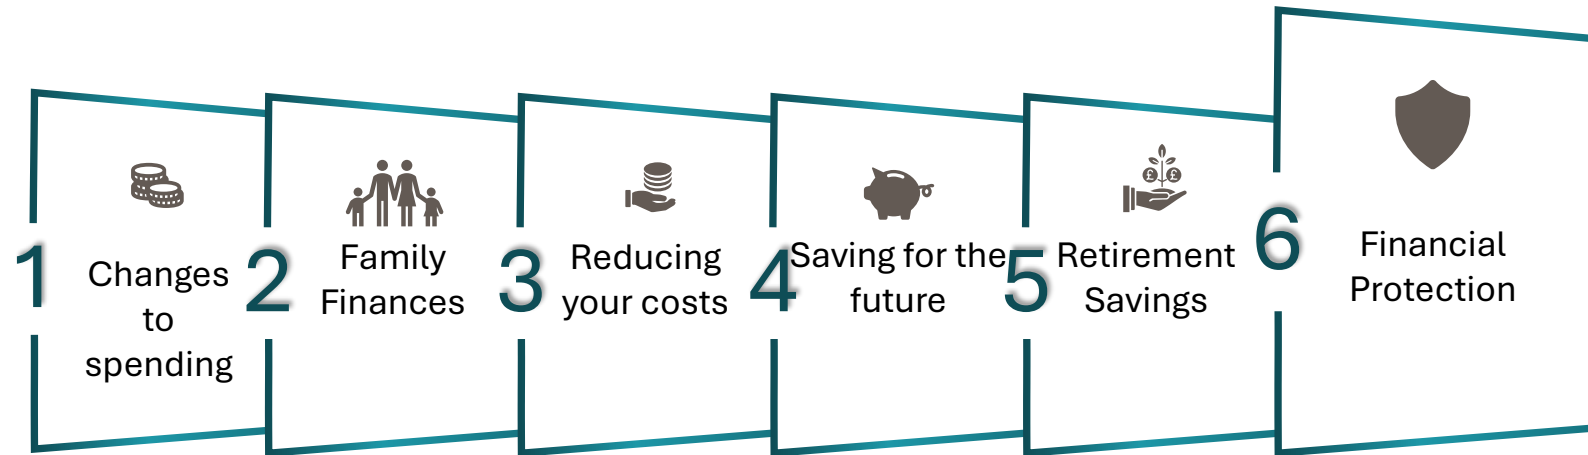 1
Changes
to
spending
2
Family
Finances
3
Reducing
your costs
4
Saving for the
future
5
Retirement
Savings
££
6
Financial
Protection